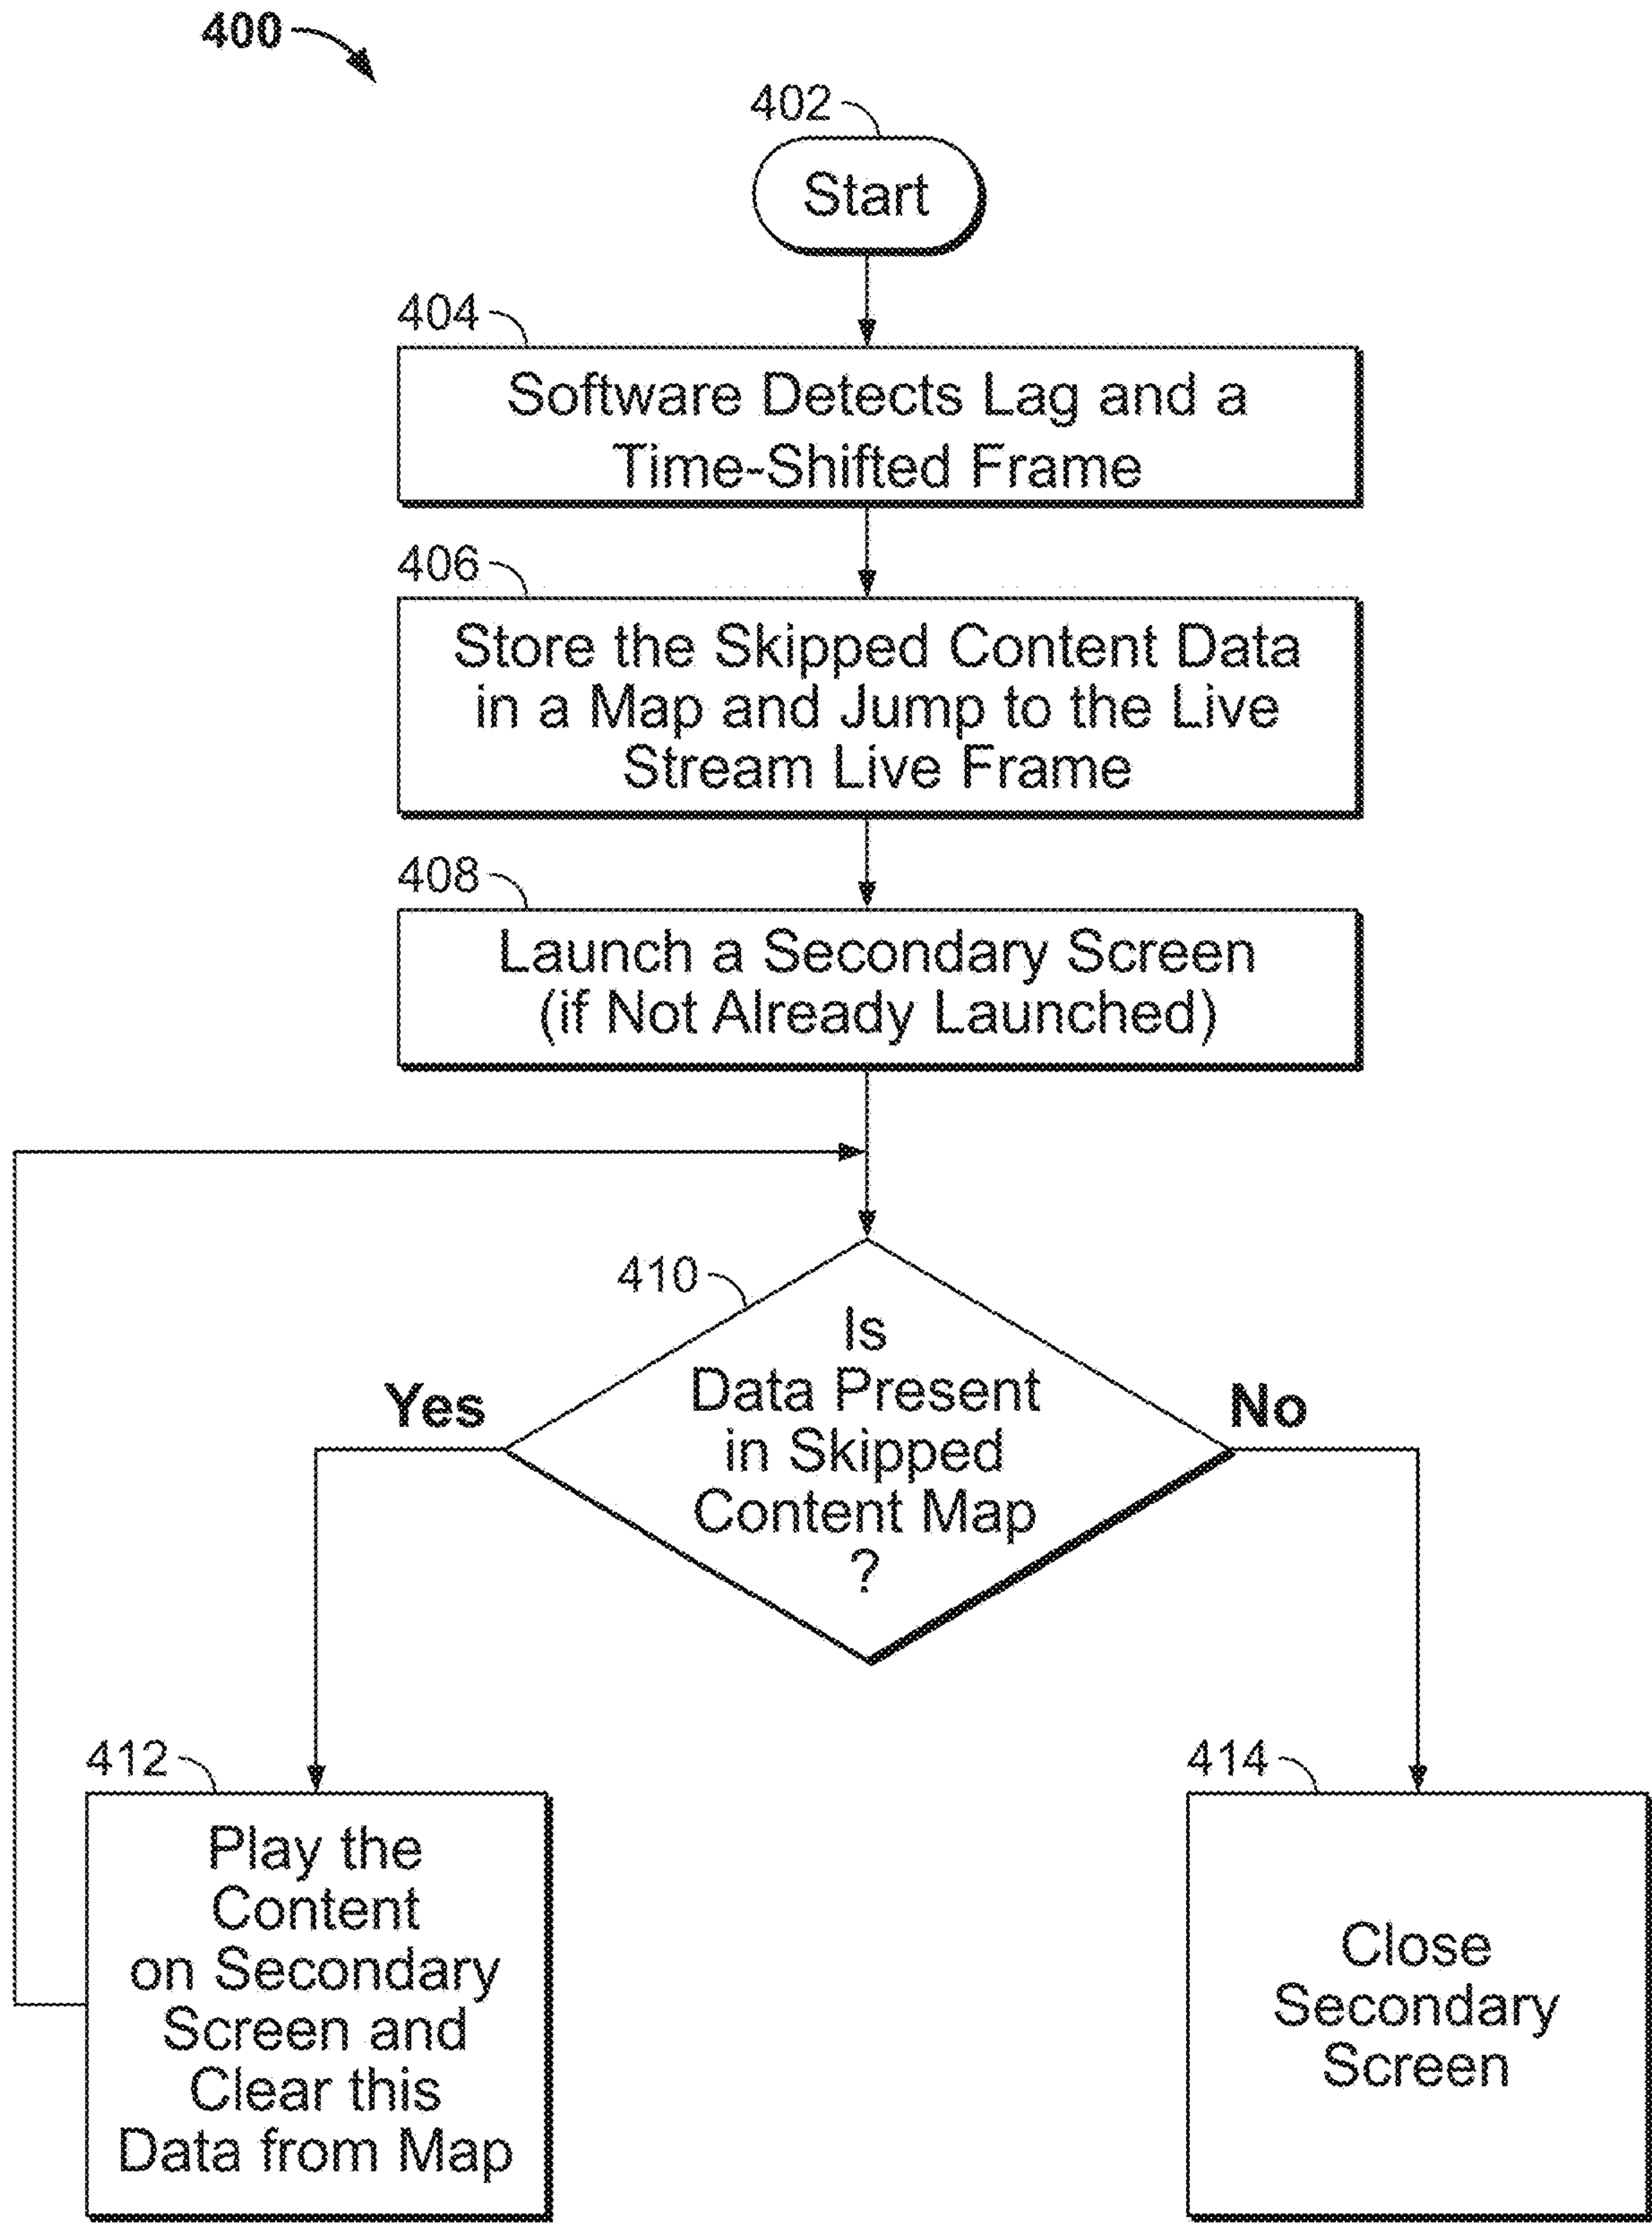 400
402
Start
404
Software Detects Lag and a
Time-Shifted Frame
406
Store the Skipped Content Data
in a Map and Jump to the Live
Stream Live Frame
408
Launch a Secondary Screen
(if Not Already Launched)
410
Is
Data Present
in Skipped
Content Map
?
Yes
No
412
Play the
Content
on Secondary
Screen and
Clear this
Data from Map
414
Close
Secondary
Screen